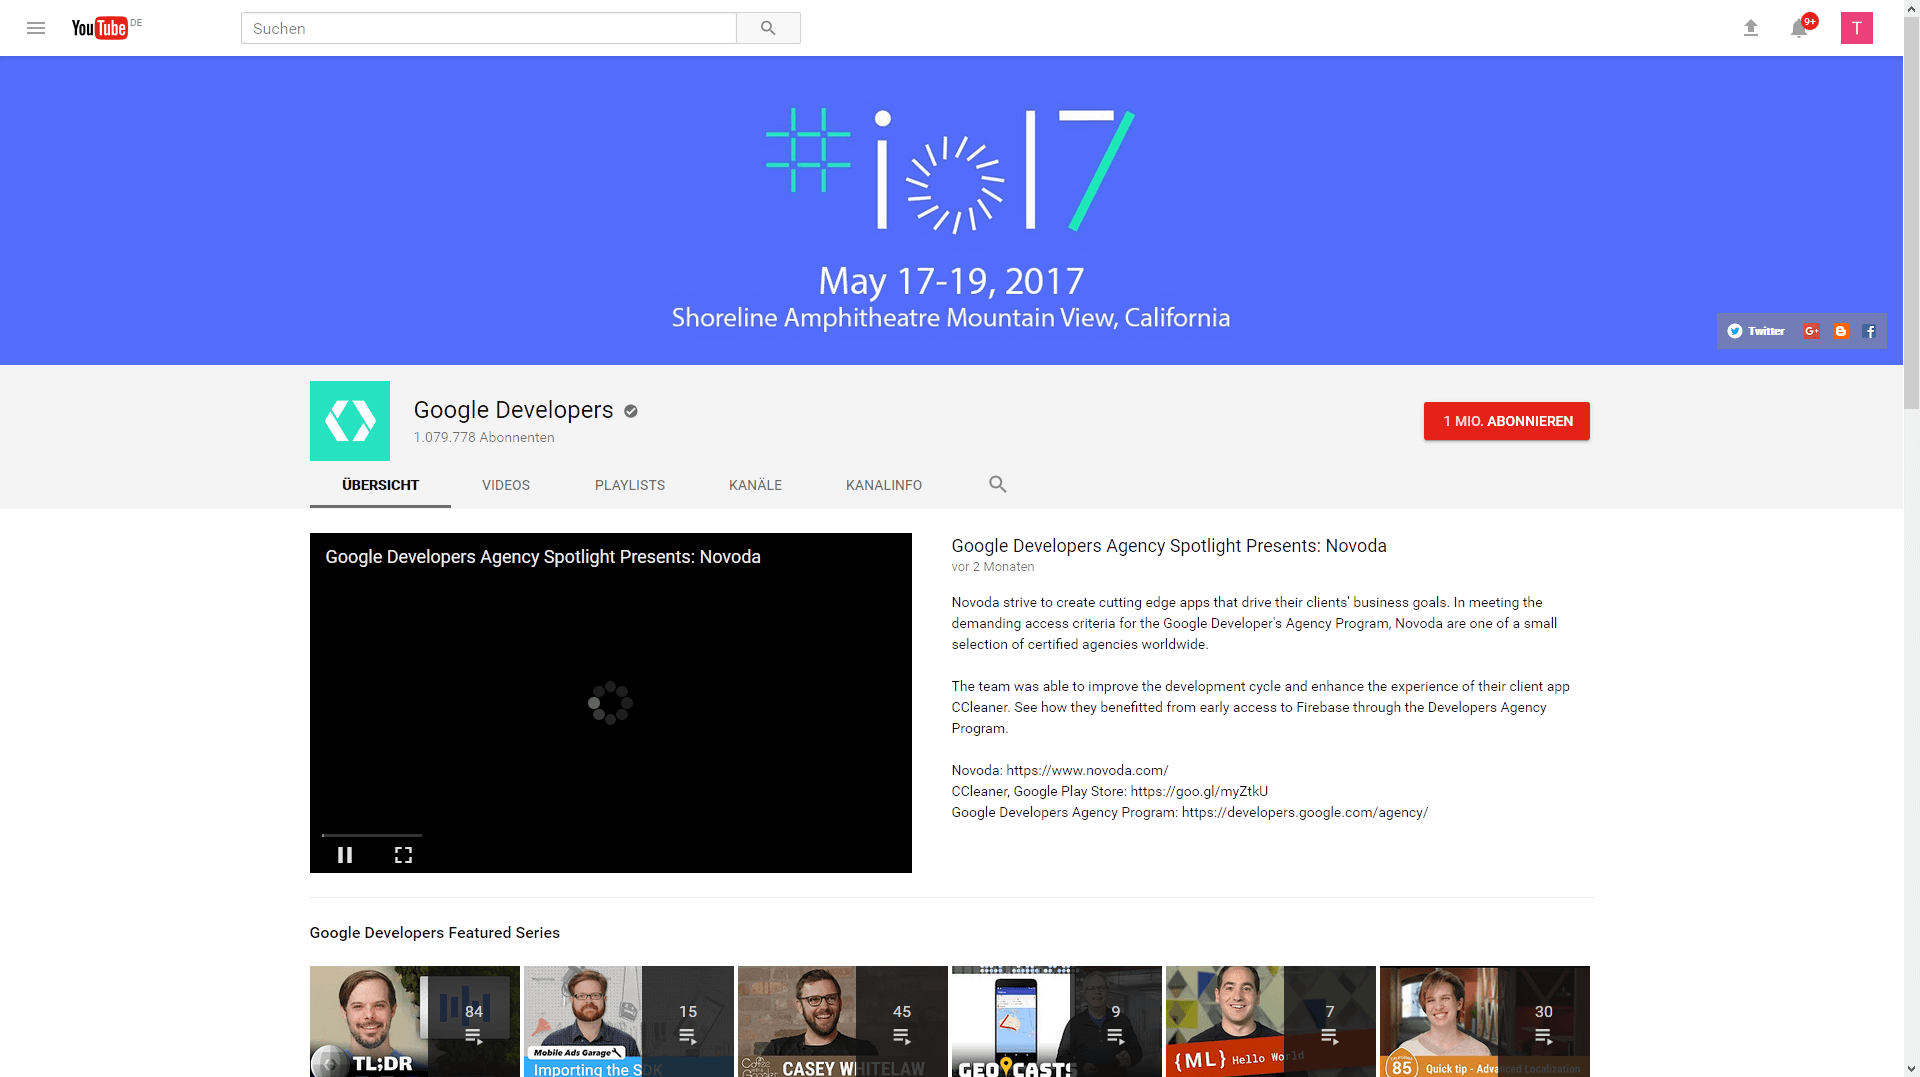 YouTube DE
Suchen
9+
T
#io17
May 17-19, 2017
Shoreline Amphitheatre Mountain View, California
Twitter
G+
f
Google Developers
1.079.778 Abonnenten
1 MIO. ABONNIEREN
ÜBERSICHT
VIDEOS
PLAYLISTS
KANÄLE
KANALINFO
Google Developers Agency Spotlight Presents: Novoda
Google Developers Agency Spotlight Presents: Novoda
vor 2 Monaten
Novoda strive to create cutting edge apps that drive their clients' business goals. In meeting the
demanding access criteria for the Google Developer's Agency Program, Novoda are one of a small
selection of certified agencies worldwide.
The team was able to improve the development cycle and enhance the experience of their client app
CCleaner. See how they benefitted from early access to Firebase through the Developers Agency
Program.
Novoda: https://www.novoda.com/
CCleaner, Google Play Store: https://goo.gl/myZtkU
Google Developers Agency Program: https://developers.google.com/agency/
Google Developers Featured Series
84
TL;DR
15
Mobile Ads Garage
Importing the SDK
45
CASEY WHITELAW
9
GEOCAST!
7
{ML} Hello World
30
85
Quick tip - Advanced Localization